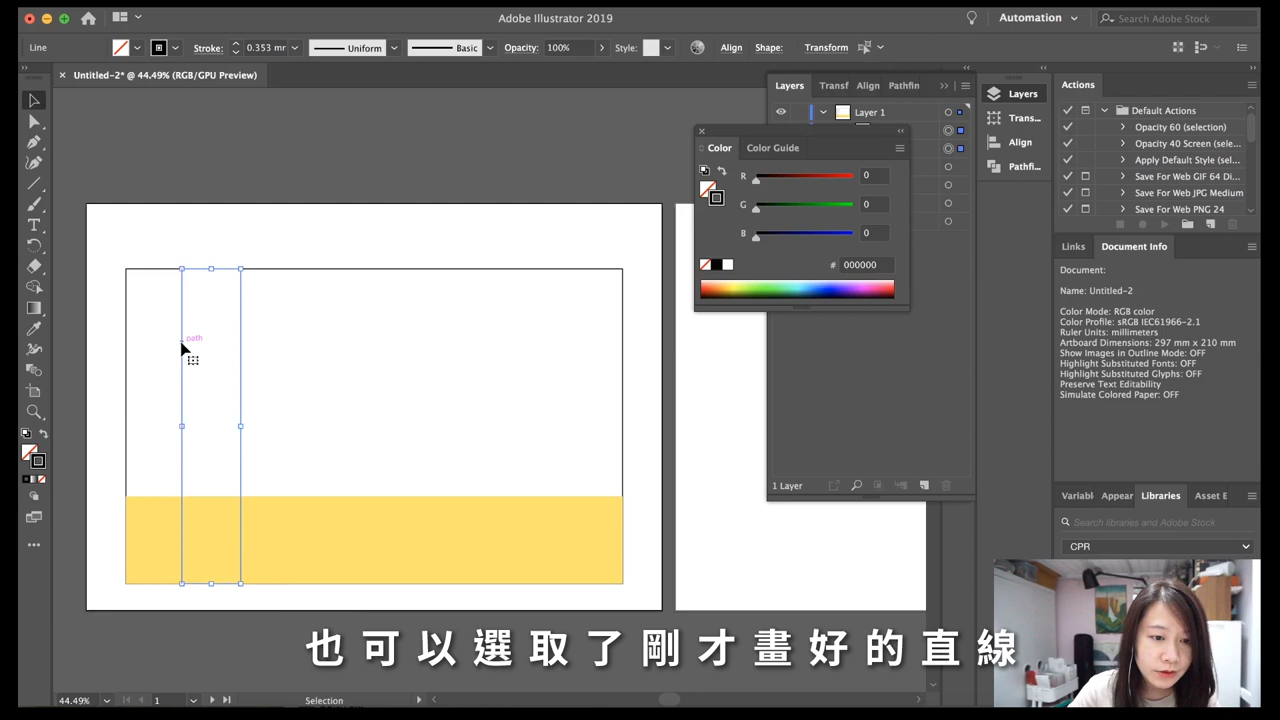 Adobe Illustrator 2019
Automation
Search Adobe Stock
Line
Stroke:
0.353 mr
Uniform
Basic
Opacity:
100%
Style:
Align
Shape:
Transform
Untitled-2* @ 44.49% (RGB/GPU Preview)
Layers
Transf
Align
Pathfin
Layer 1
Color
Color Guide
R
0
G
0
B
0
#
000000
path
1 Layer
Layers
Trans...
Align
Pathfi...
Actions
Default Actions
Opacity 60 (selection)
Opacity 40 Screen (sele...
Apply Default Style (sel...
Save For Web GIF 64 Di...
Save For Web JPG Medium
Save For Web PNG 24
Links
Document Info
Document:
Name: Untitled-2
Color Mode: RGB color
Color Profile: sRGB IEC61966-2.1
Ruler Units: millimeters
Artboard Dimensions: 297 mm x 210 mm
Show Images in Outline Mode: OFF
Highlight Substituted Fonts: OFF
Highlight Substituted Glyphs: OFF
Preserve Text Editability
Simulate Colored Paper: OFF
Variabl
Appear
Libraries
Asset E
Search libraries and Adobe Stock
CPR
也可以選取了剛才畫好的直線
44.49%
1
Selection